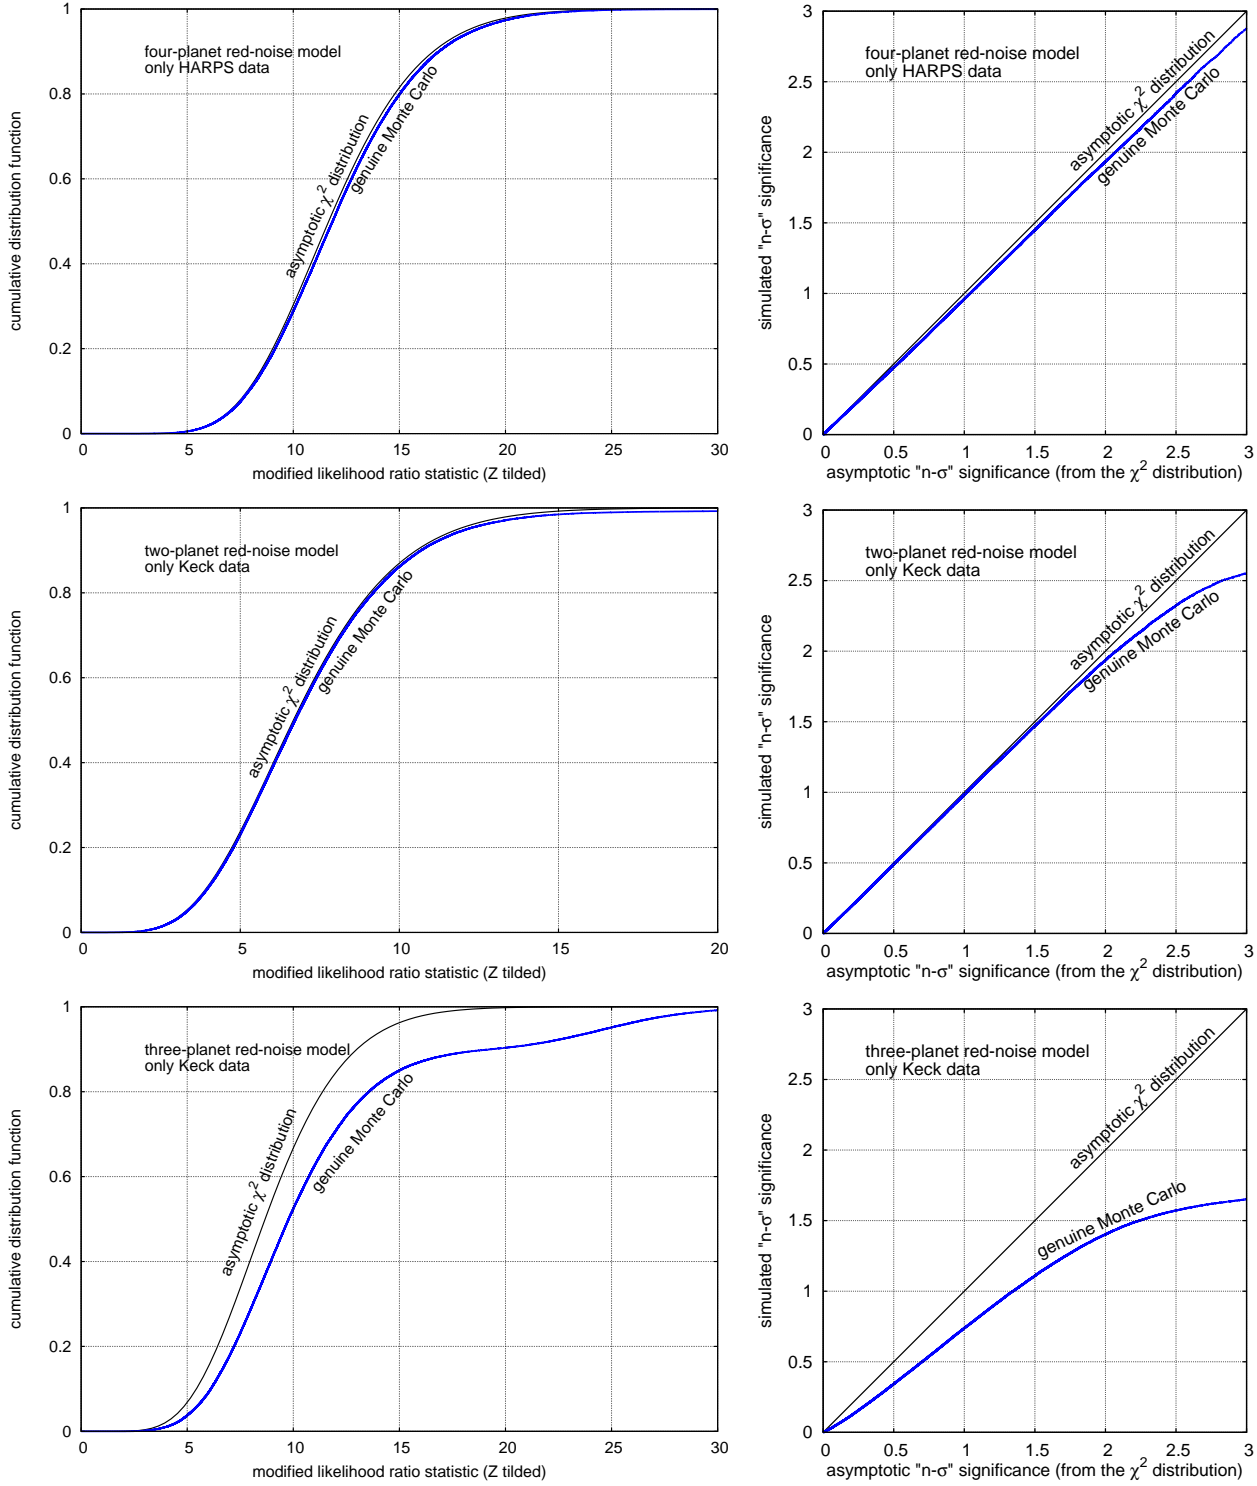 1
0.8
0.6
0.4
0.2
0
cumulative distribution function
four-planet red-noise model
only HARPS data
asymptotic χ² distribution
genuine Monte Carlo
0 5 10 15 20 25 30
modified likelihood ratio statistic (Z tilded)
3
2.5
2
1.5
1
0.5
0
simulated "n-σ" significance
four-planet red-noise model
only HARPS data
asymptotic χ² distribution
genuine Monte Carlo
0 0.5 1 1.5 2 2.5 3
asymptotic "n-σ" significance (from the χ² distribution)
1
0.8
0.6
0.4
0.2
0
cumulative distribution function
two-planet red-noise model
only Keck data
asymptotic χ² distribution
genuine Monte Carlo
0 5 10 15 20
modified likelihood ratio statistic (Z tilded)
3
2.5
2
1.5
1
0.5
0
simulated "n-σ" significance
two-planet red-noise model
only Keck data
asymptotic χ² distribution
genuine Monte Carlo
0 0.5 1 1.5 2 2.5 3
asymptotic "n-σ" significance (from the χ² distribution)
1
0.8
0.6
0.4
0.2
0
cumulative distribution function
three-planet red-noise model
only Keck data
asymptotic χ² distribution
genuine Monte Carlo
0 5 10 15 20 25 30
modified likelihood ratio statistic (Z tilded)
3
2.5
2
1.5
1
0.5
0
simulated "n-σ" significance
three-planet red-noise model
only Keck data
asymptotic χ² distribution
genuine Monte Carlo
0 0.5 1 1.5 2 2.5 3
asymptotic "n-σ" significance (from the χ² distribution)